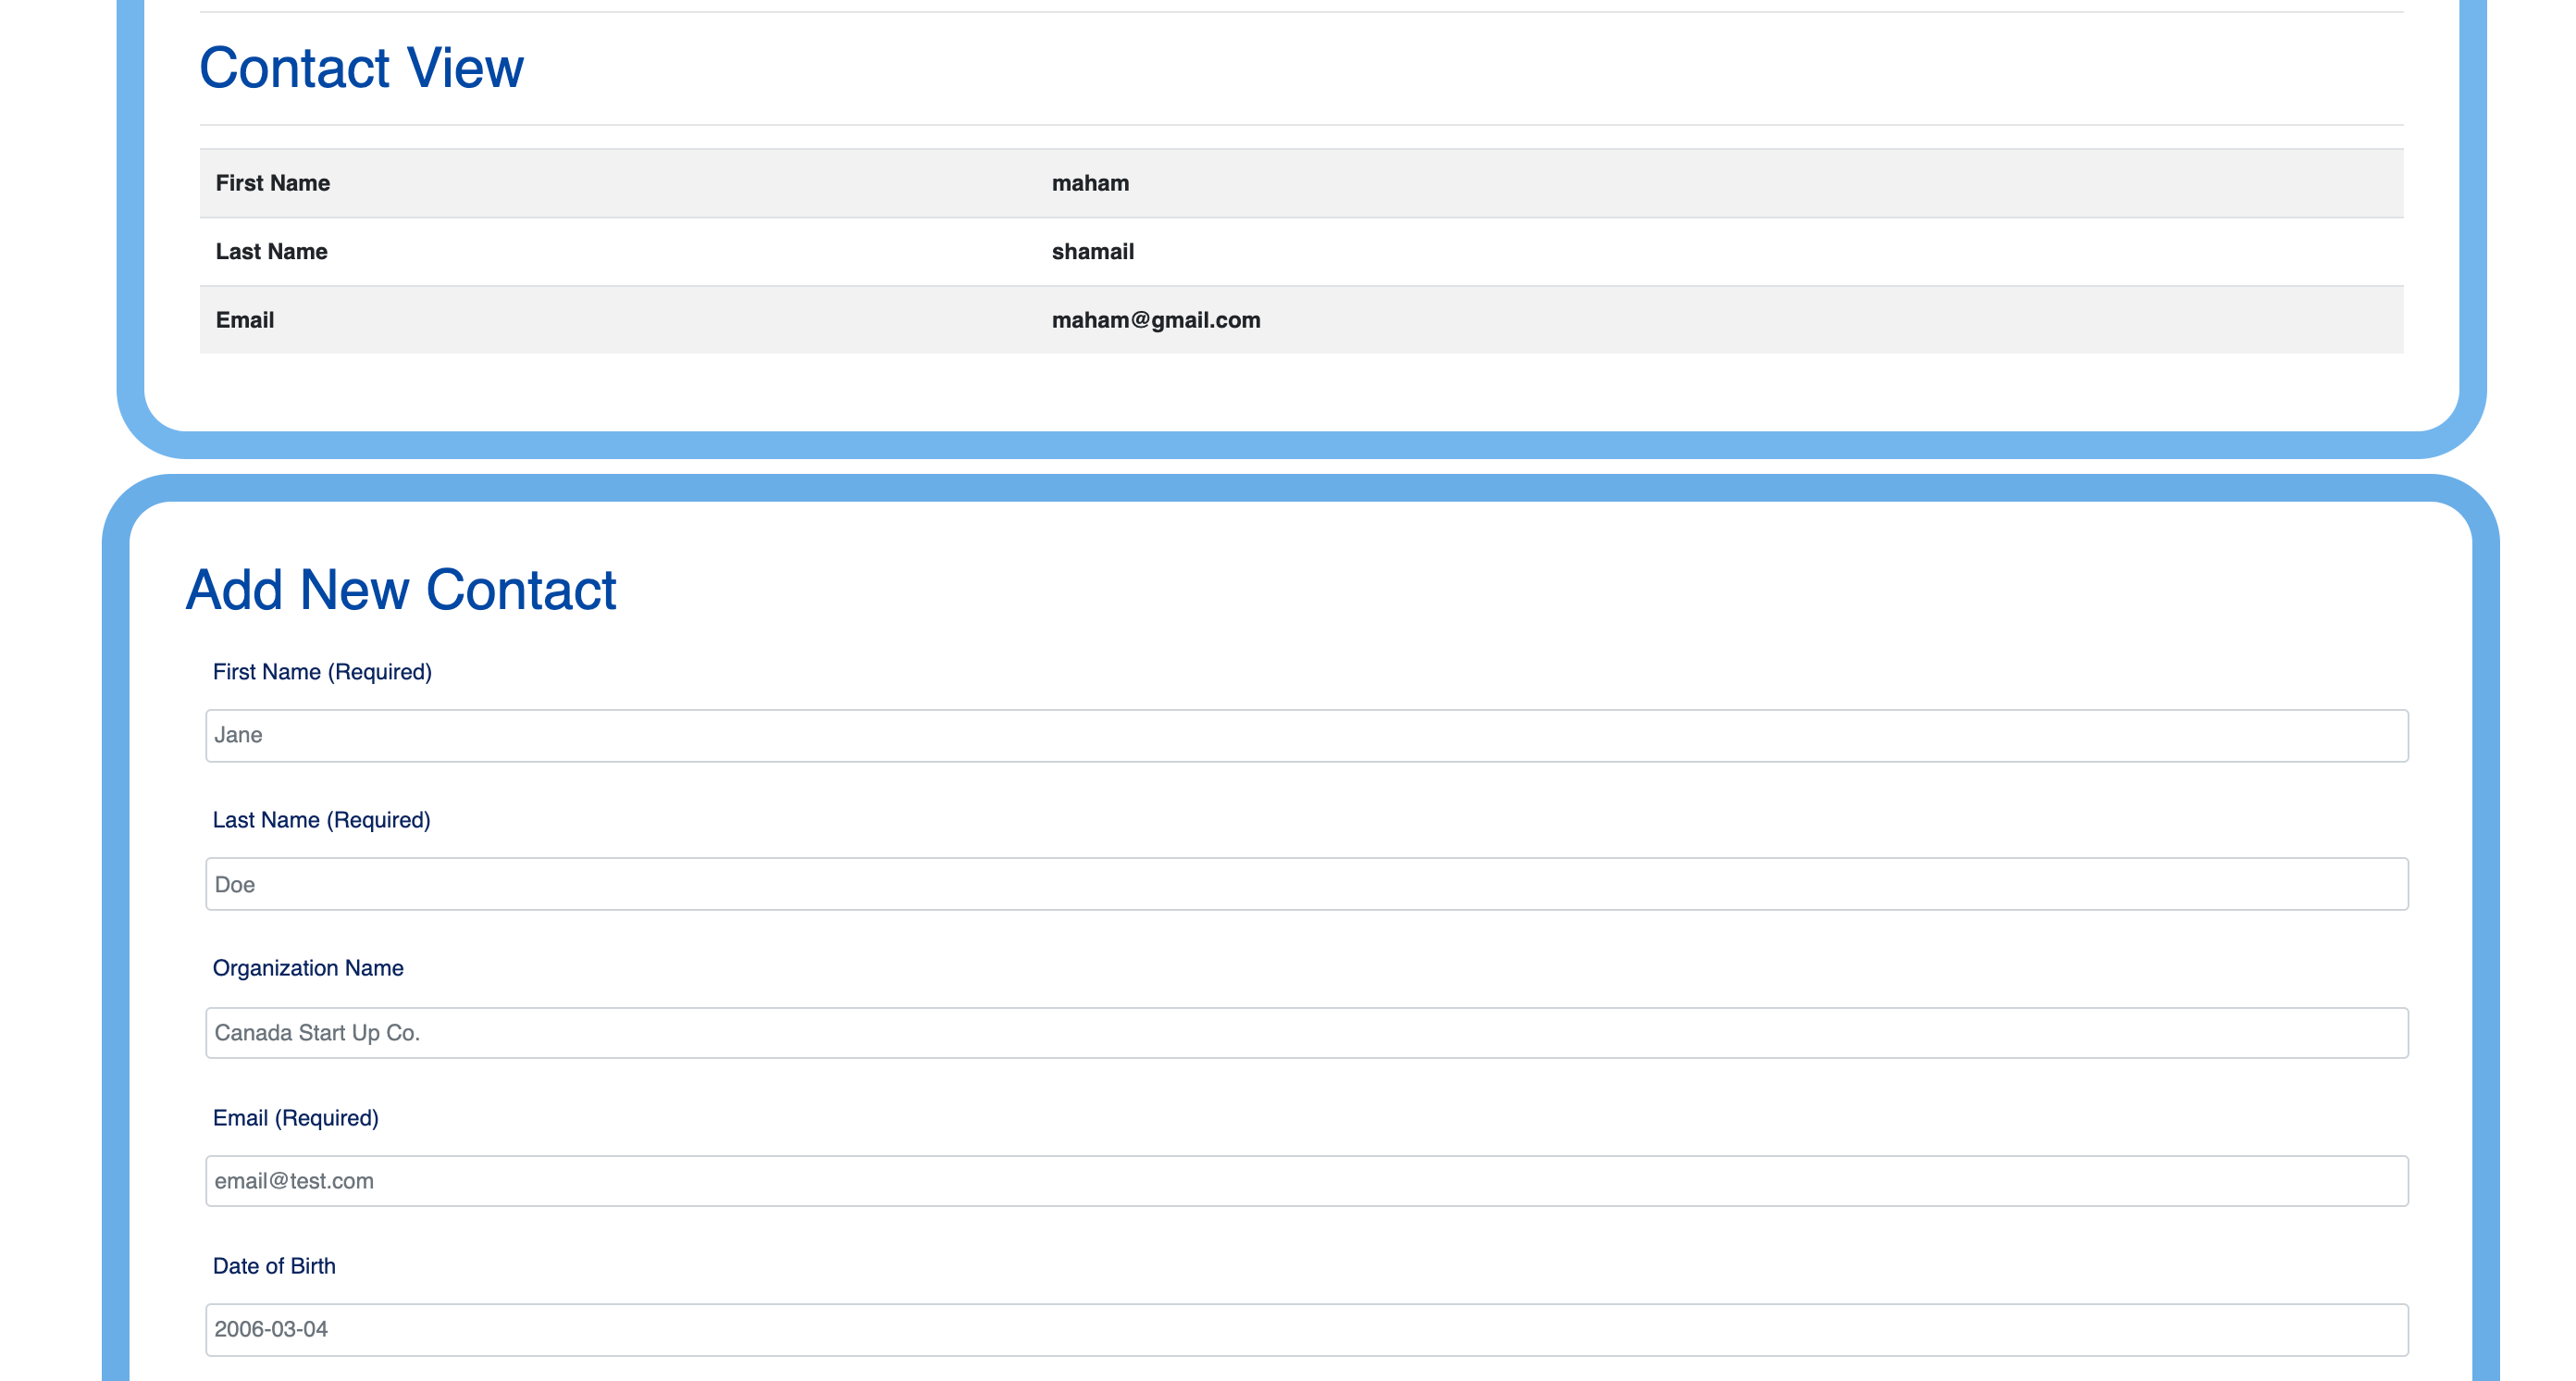 Contact View
First Name maham
Last Name shamail
Email maham@gmail.com
Add New Contact
First Name (Required)
Jane
Last Name (Required)
Doe
Organization Name
Canada Start Up Co.
Email (Required)
email@test.com
Date of Birth
2006-03-04